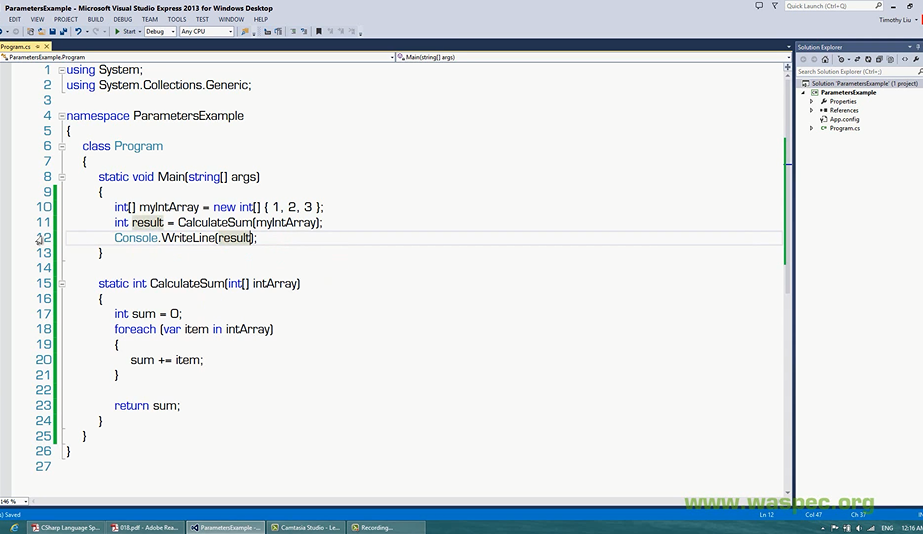 ParametersExample - Microsoft Visual Studio Express 2013 for Windows Desktop
Quick Launch (Ctrl+Q)
EDIT VIEW PROJECT BUILD DEBUG TEAM TOOLS TEST WINDOW HELP
Timothy Liu
Start Debug Any CPU
Program.cs
ParametersExample.Program
Main(string[] args)
1 using System;
2 using System.Collections.Generic;
3
4 namespace ParametersExample
5 {
6 class Program
7 {
8 static void Main(string[] args)
9 {
10 int[] myIntArray = new int[] { 1, 2, 3 };
11 int result = CalculateSum(myIntArray);
12 Console.WriteLine(result);
13 }
14
15 static int CalculateSum(int[] intArray)
16 {
17 int sum = 0;
18 foreach (var item in intArray)
19 {
20 sum += item;
21 }
22
23 return sum;
24 }
25 }
26 }
27
Solution Explorer
Search Solution Explorer (Ctrl+;)
Solution 'ParametersExample' (1 project)
ParametersExample
Properties
References
App.config
Program.cs
146 %
www.waspec.org
Saved
Ln 12 Col 47 Ch 37
CSharp Language Sp...
018.pdf - Adobe Rea...
ParametersExample -...
Camtasia Studio - Le...
Recording...
ENG 12:16 AM